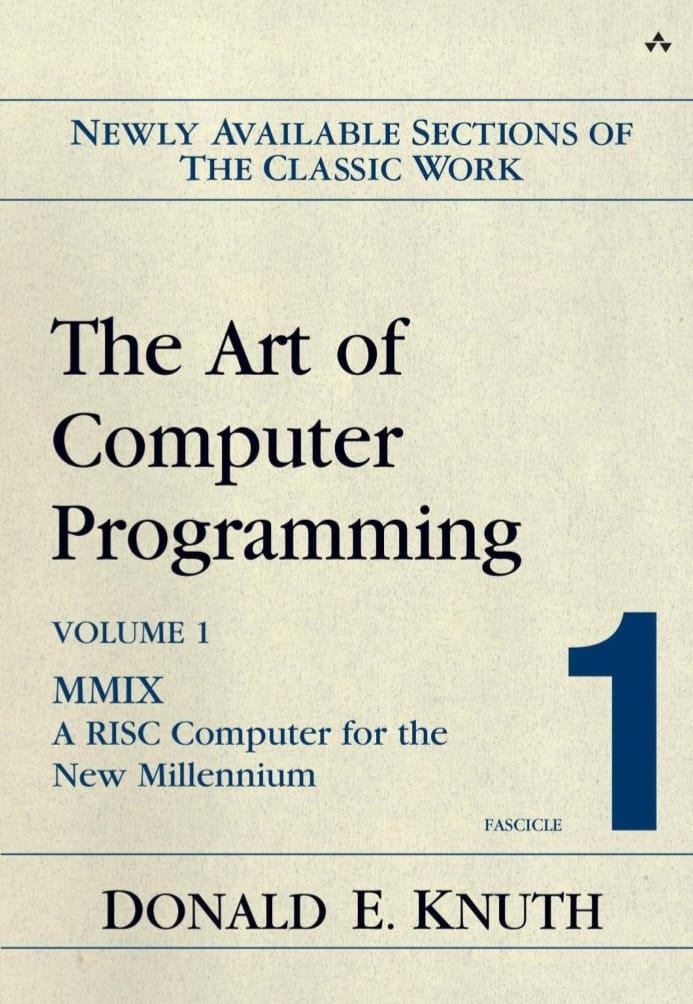 NEWLY AVAILABLE SECTIONS OF
THE CLASSIC WORK
The Art of
Computer
Programming
VOLUME 1
MMIX
A RISC Computer for the
New Millennium
FASCICLE 1
DONALD E. KNUTH